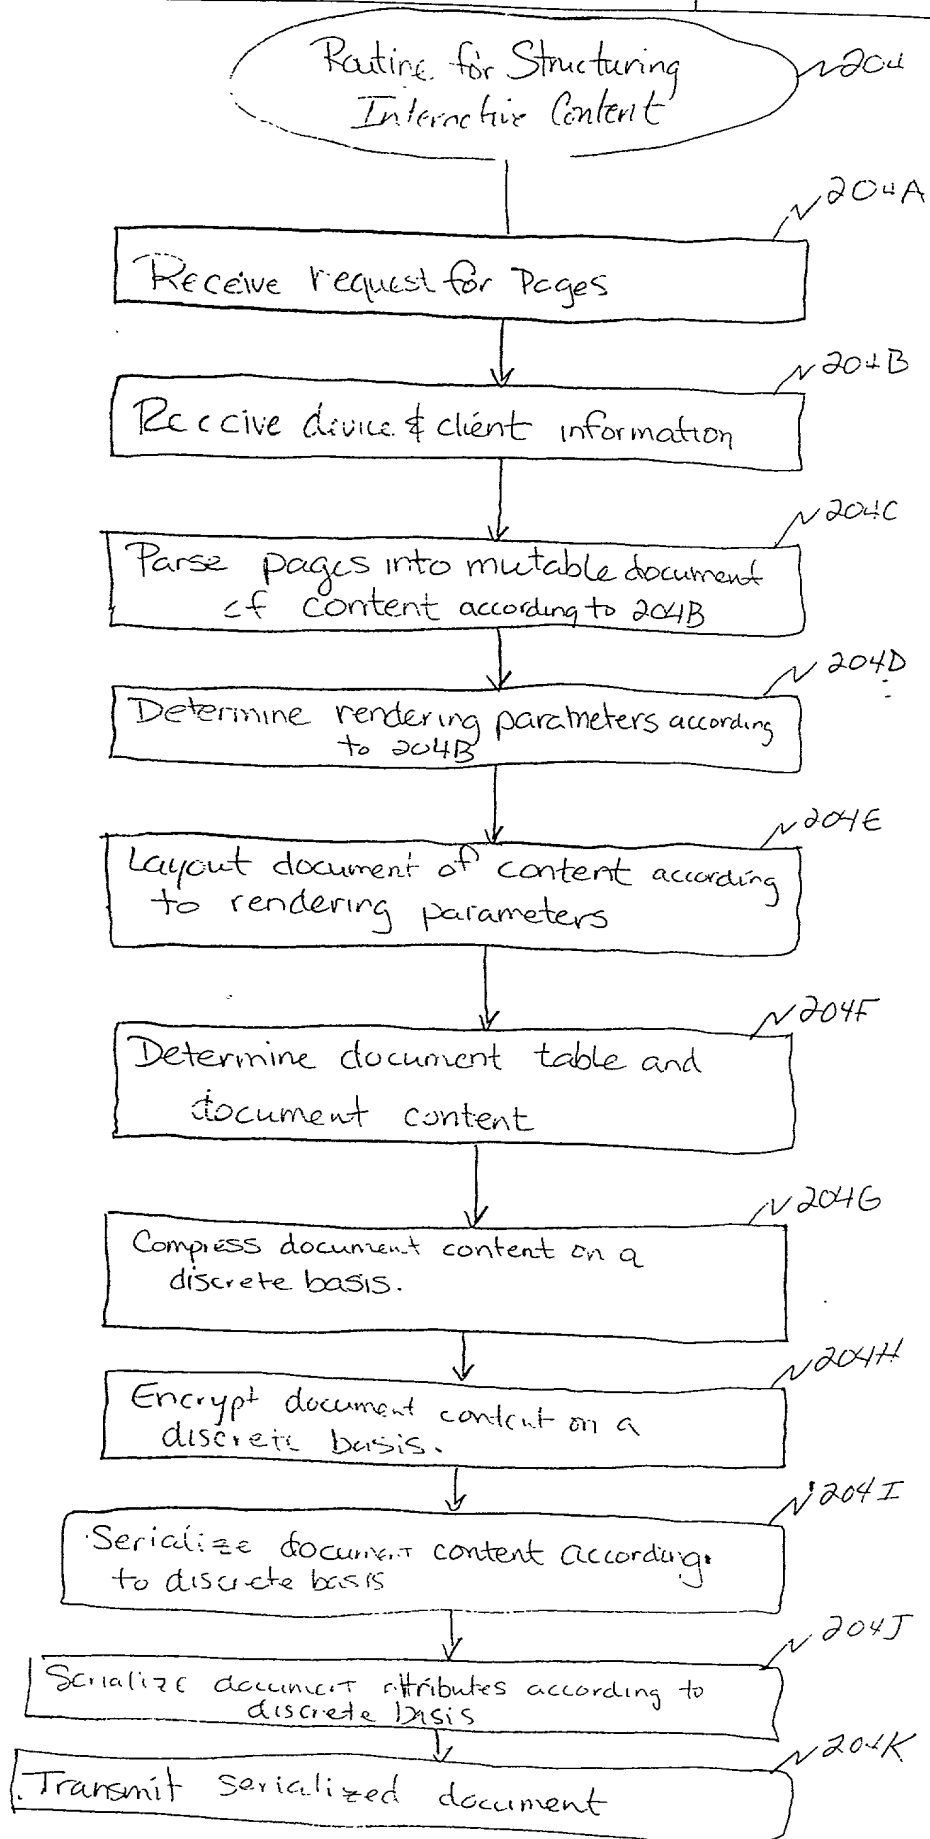 Routine for Structuring
Interactive Content
204
204A
Receive request for Pages
204B
Receive device & client information
204C
Parse pages into mutable document
of content according to 204B
204D
Determine rendering parameters according
to 204B
204E
Layout document of content according
to rendering parameters
204F
Determine document table and
document content
204G
Compress document content on a
discrete basis.
204H
Encrypt document content on a
discrete basis.
204I
Serialize document content according
to discrete basis
204J
Serialize document attributes according to
discrete basis
204K
Transmit serialized document